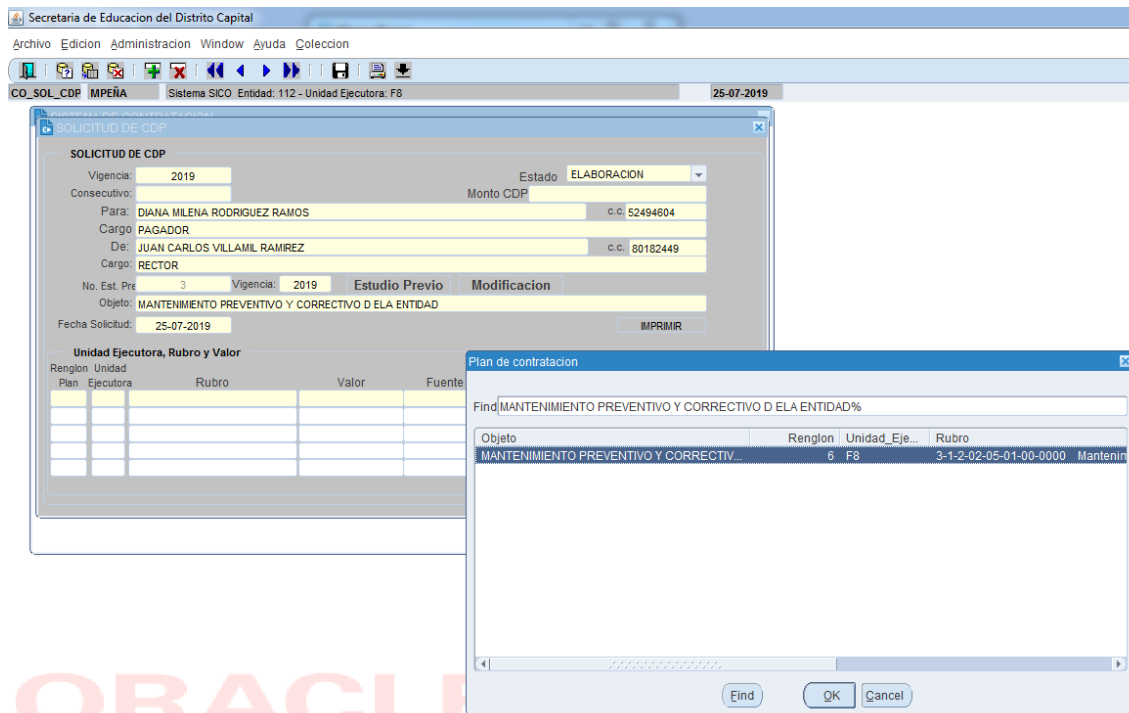 Secretaria de Educacion del Distrito Capital
Archivo Edicion Administracion Window Ayuda Coleccion
CO_SOL_CDP MPEÑA Sistema SICO Entidad: 112 - Unidad Ejecutora: F8 25-07-2019
SISTEMA DE CONTRATACION
SOLICITUD DE CDP
SOLICITUD DE CDP
Vigencia: 2019 Estado ELABORACION
Consecutivo: Monto CDP
Para: DIANA MILENA RODRIGUEZ RAMOS c.c. 52494604
Cargo PAGADOR
De: JUAN CARLOS VILLAMIL RAMIREZ c.c. 80182449
Cargo: RECTOR
No. Est. Pre 3 Vigencia: 2019 Estudio Previo Modificacion
Objeto: MANTENIMIENTO PREVENTIVO Y CORRECTIVO D ELA ENTIDAD
Fecha Solicitud: 25-07-2019 IMPRIMIR
Unidad Ejecutora, Rubro y Valor
Renglon Unidad
Plan Ejecutora Rubro Valor Fuente
Plan de contratacion
Find MANTENIMIENTO PREVENTIVO Y CORRECTIVO D ELA ENTIDAD%
Objeto Renglon Unidad_Eje... Rubro
MANTENIMIENTO PREVENTIVO Y CORRECTIV... 6 F8 3-1-2-02-05-01-00-0000 Mantenin
Find OK Cancel
ORACLE